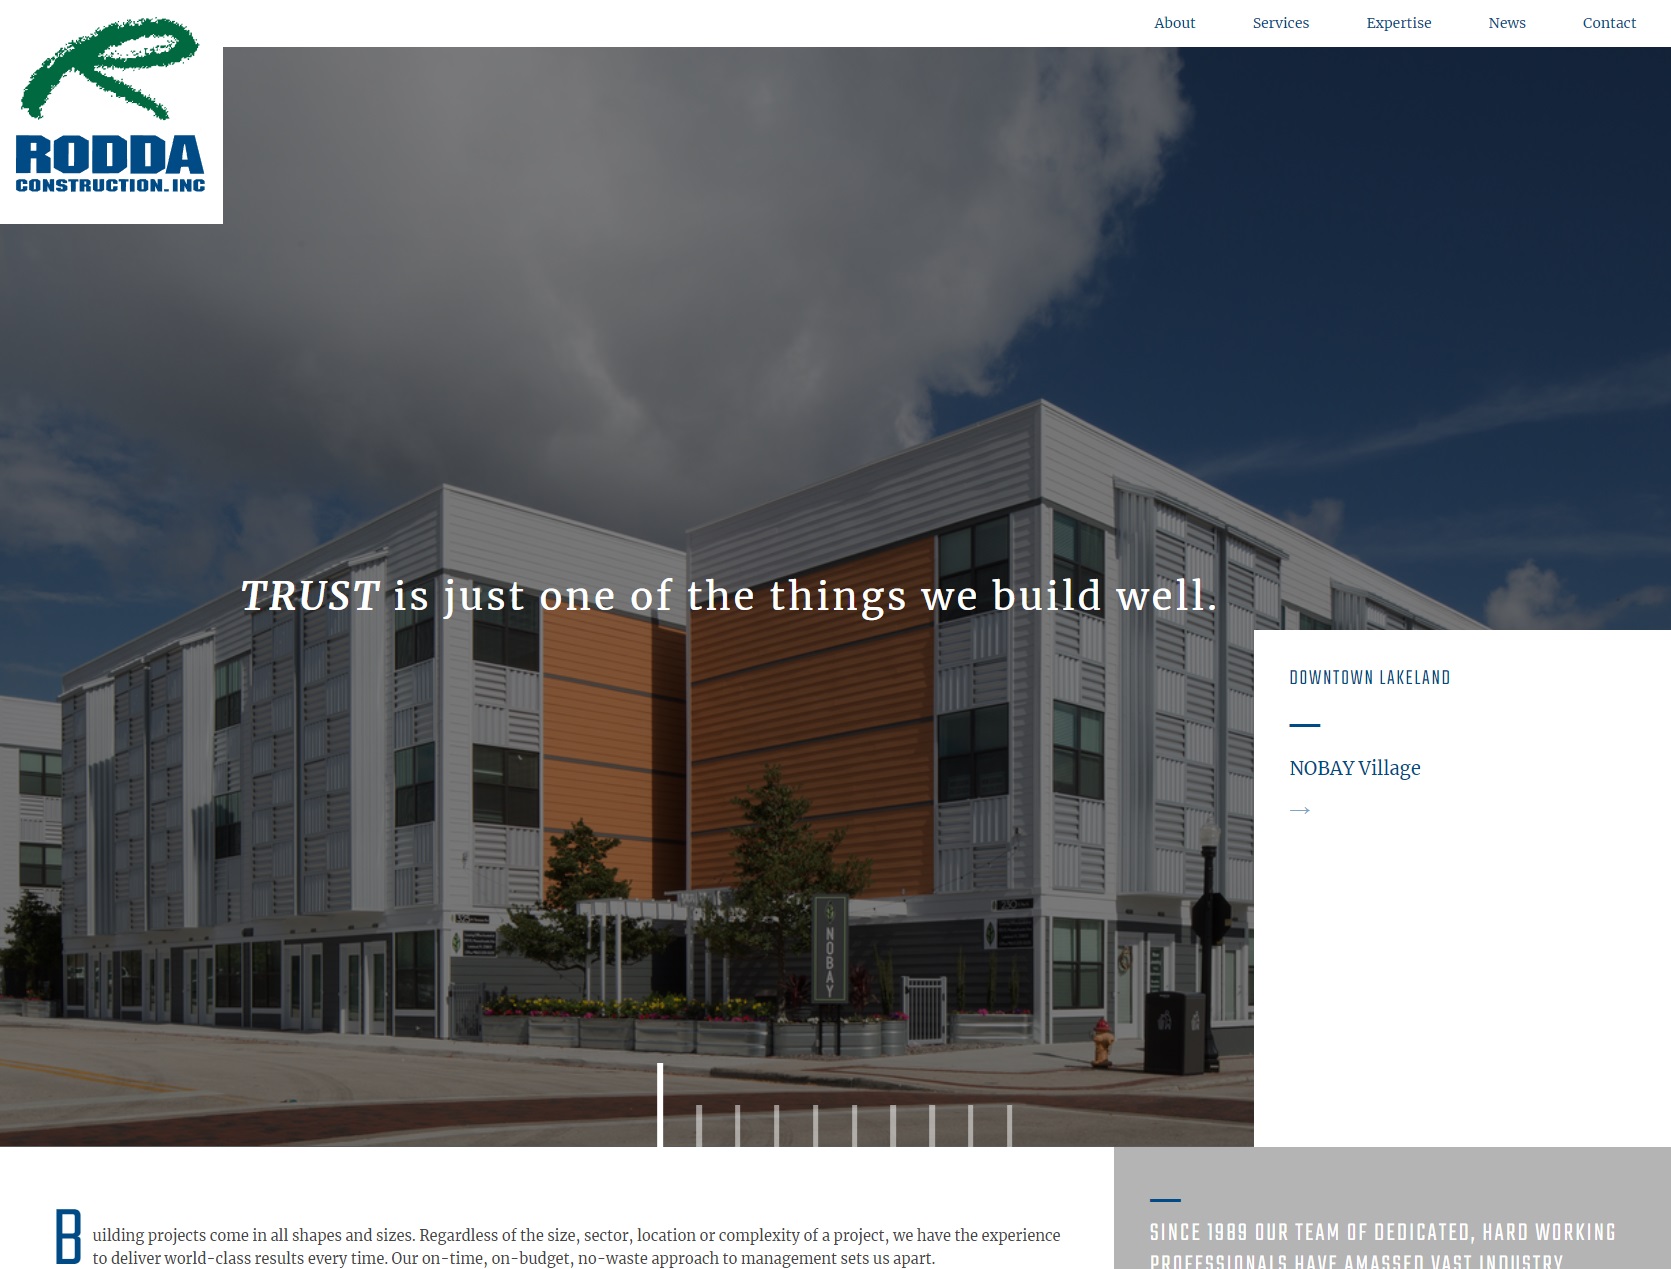 About
Services
Expertise
News
Contact
RODDA
CONSTRUCTION. INC
TRUST is just one of the things we build well.
DOWNTOWN LAKELAND
NOBAY Village
→
325
230
NOBAY
Building projects come in all shapes and sizes. Regardless of the size, sector, location or complexity of a project, we have the experience
to deliver world-class results every time. Our on-time, on-budget, no-waste approach to management sets us apart.
SINCE 1989 OUR TEAM OF DEDICATED, HARD WORKING
PROFESSIONALS HAVE AMASSED VAST INDUSTRY